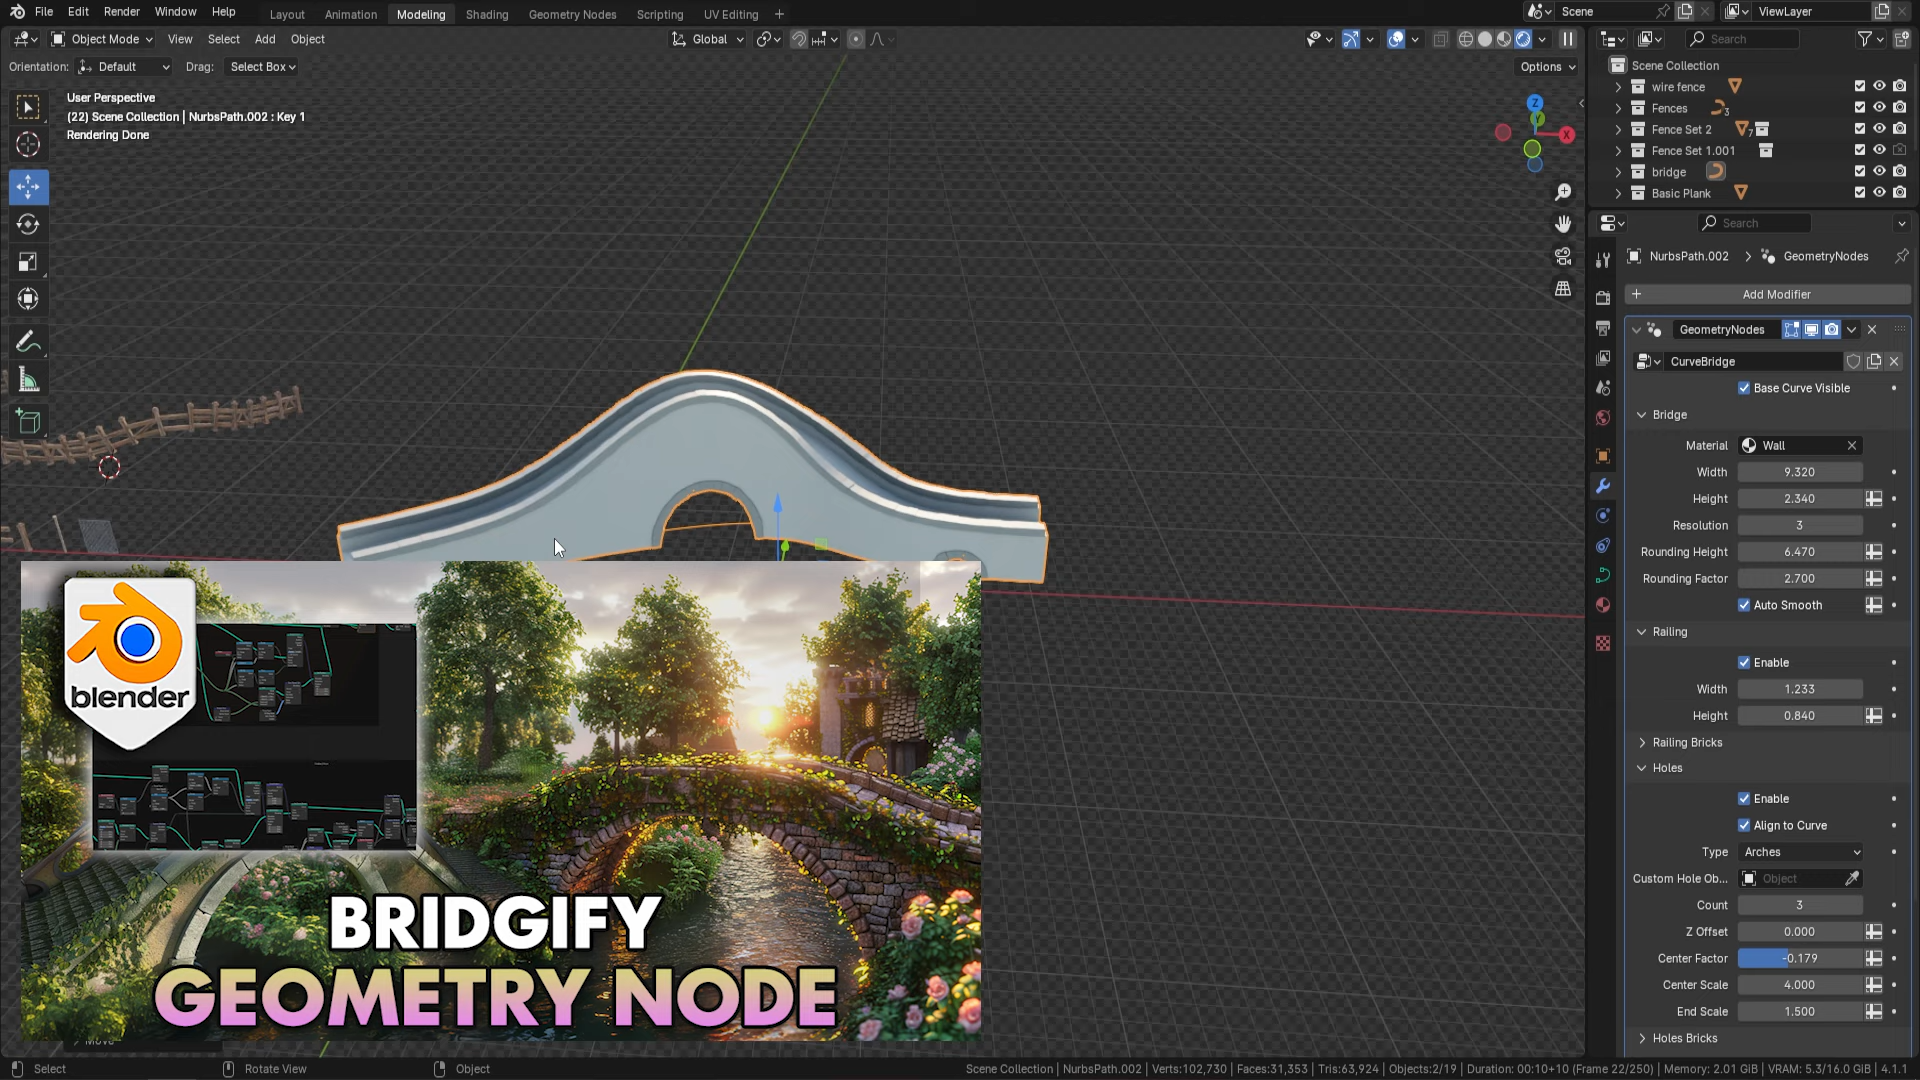 File Edit Render Window Help
Layout Animation Modeling Shading Geometry Nodes Scripting UV Editing +
Scene
ViewLayer
Object Mode View Select Add Object
Global
Search
Orientation: Default Drag: Select Box
Options
User Perspective
(22) Scene Collection | NurbsPath.002 : Key 1
Rendering Done
Z
Y
X
Scene Collection
wire fence
Fences 3
Fence Set 2 7
Fence Set 1.001
bridge
Basic Plank
Search
NurbsPath.002 > GeometryNodes
+ Add Modifier
GeometryNodes
CurveBridge
Base Curve Visible
Bridge
Material Wall
Width 9.320
Height 2.340
Resolution 3
Rounding Height 6.470
Rounding Factor 2.700
Auto Smooth
Railing
Enable
Width 1.233
Height 0.840
Railing Bricks
Holes
Enable
Align to Curve
Type Arches
Custom Hole Ob... Object
Count 3
Z Offset 0.000
Center Factor -0.179
Center Scale 4.000
End Scale 1.500
Holes Bricks
blender
BRIDGIFY
GEOMETRY NODE
Move
Select Rotate View Object
Scene Collection | NurbsPath.002 | Verts:102,730 | Faces:31,353 | Tris:63,924 | Objects:2/19 | Duration: 00:10+10 (Frame 22/250) | Memory: 2.01 GiB | VRAM: 5.3/16.0 GiB | 4.1.1